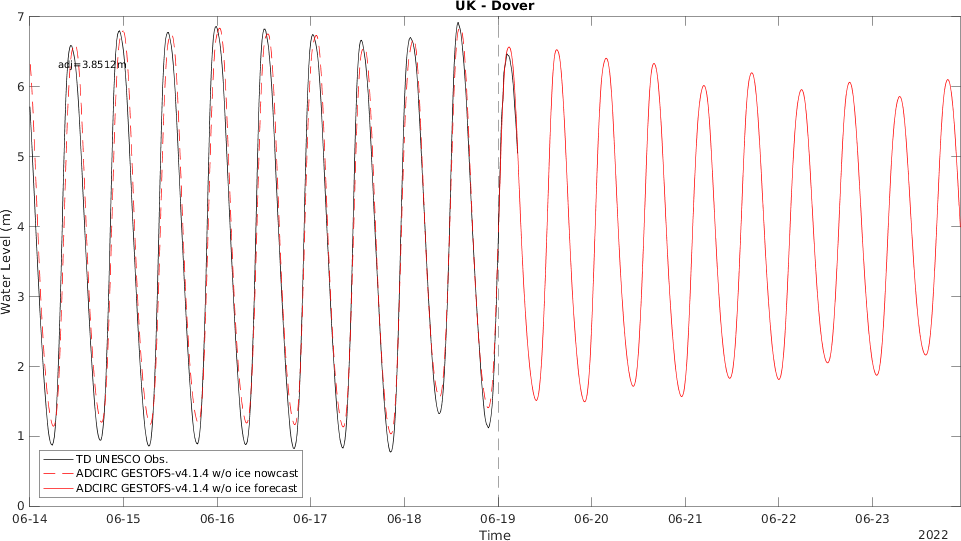 UK - Dover
7
adj=3.8512m
6
5
4
3
2
1
0
Water Level (m)
TD UNESCO Obs.
ADCIRC GESTOFS-v4.1.4 w/o ice nowcast
ADCIRC GESTOFS-v4.1.4 w/o ice forecast
06-14 06-15 06-16 06-17 06-18 06-19 06-20 06-21 06-22 06-23
Time
2022